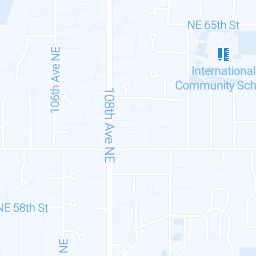 NE 65th St
International
Community Sch
106th Ave NE
108th Ave NE
NE 58th St
NE